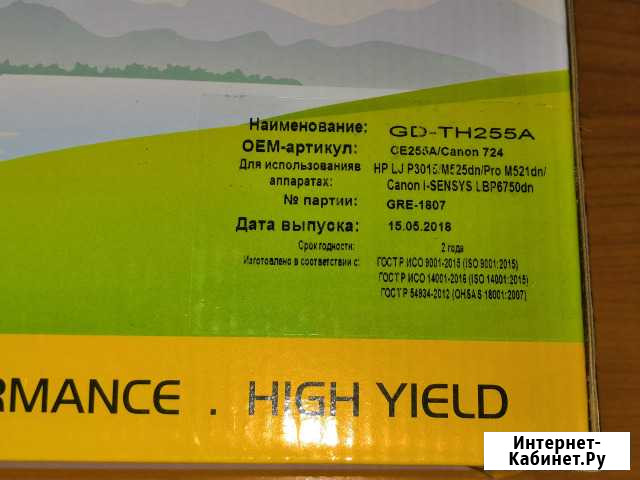 Наименование: GD-TH255A
OEM-артикул: CE255A/Canon 724
Для использованияв HP LJ P3015/M525dn/Pro M521dn/
аппаратах: Canon i-SENSYS LBP6750dn
№ партии: GRE-1807
Дата выпуска: 15.05.2018
Срок годности: 2 года
Изготовлено в соответствии с: ГОСТ Р ИСО 9001-2015 (ISO 9001:2015)
ГОСТ Р ИСО 14001-2016 (ISO 14001:2015)
ГОСТ Р 54934-2012 (OHSAS 18001:2007)
RMANCE . HIGH YIELD
Интернет-
Кабинет.Ру